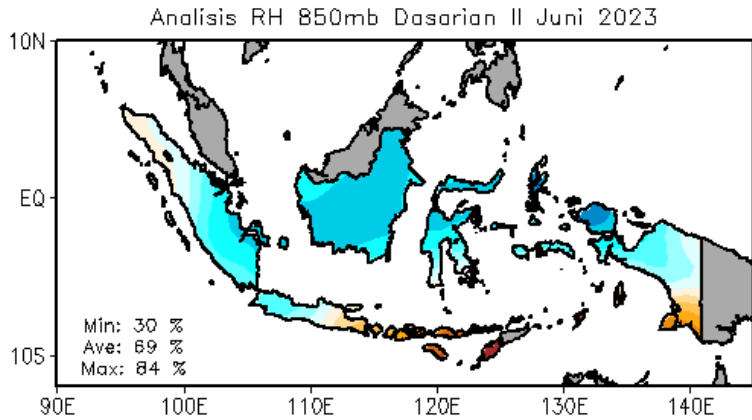 Analisis RH 850mb Dasarian II Juni 2023
10N
EQ
10S
Min: 30 %
Ave: 69 %
Max: 84 %
90E 100E 110E 120E 130E 140E